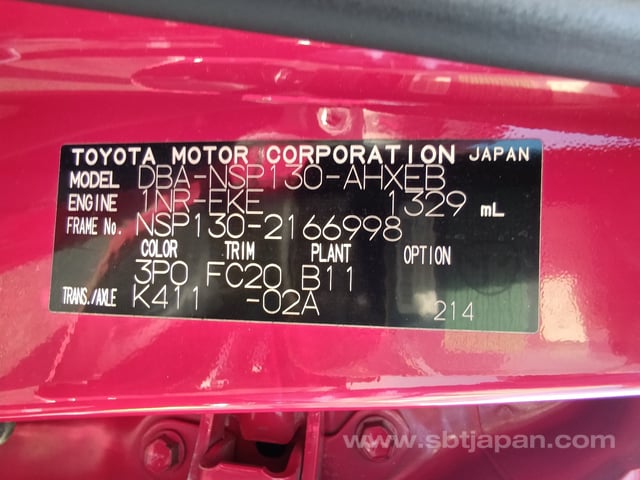 TOYOTA MOTOR CORPORATION JAPAN
MODEL DBA-NSP130-AHXEB
ENGINE 1NR-EKE 1329 mL
FRAME No. NSP130-2166998
COLOR TRIM PLANT OPTION
3P0 FC20 B11
TRANS./AXLE K411 -02A
214
www.sbtjapan.com